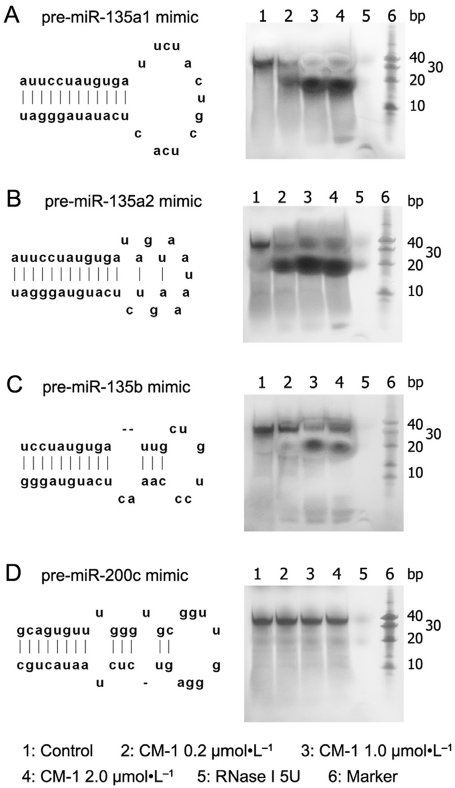 A pre-miR-135a1 mimic 1 2 3 4 5 6 bp
ucu
u a
auuccuauguga c
u
uagggauauacu g
c c
uca
40
30
20
10
B pre-miR-135a2 mimic 1 2 3 4 5 6 bp
u g a
auuccuauguga a u a a
u
uagggauguacu u a a a
c g a
40
30
20
10
C pre-miR-135b mimic 1 2 3 4 5 6 bp
-- cu
uccuauguga uug g
gggauguacu aac u
ca cc
40
30
20
10
D pre-miR-200c mimic 1 2 3 4 5 6 bp
u u ggu
gcaguguu ggg gc u
cgucauaa cuc ug g
u - agg
40
30
20
10
1: Control 2: CM-1 0.2 µmol•L⁻¹ 3: CM-1 1.0 µmol•L⁻¹
4: CM-1 2.0 µmol•L⁻¹ 5: RNase I 5U 6: Marker